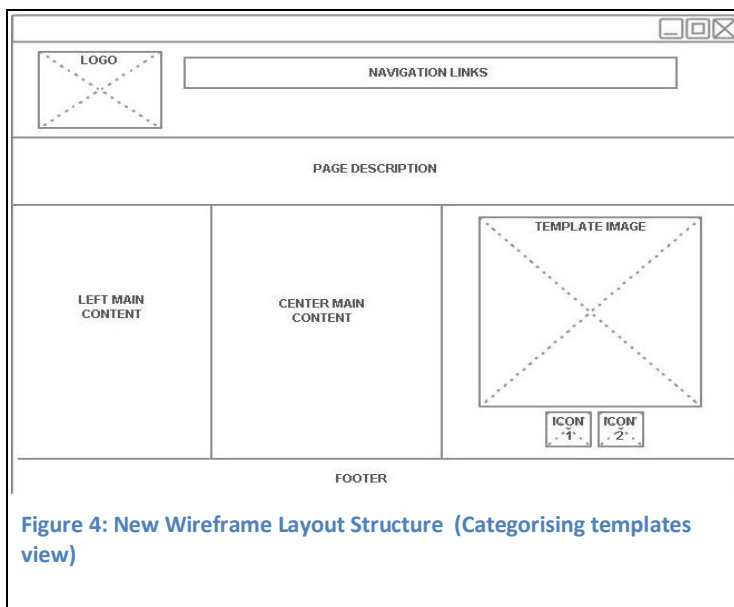 LOGO
NAVIGATION LINKS
PAGE DESCRIPTION
LEFT MAIN
CONTENT
CENTER MAIN
CONTENT
TEMPLATE IMAGE
ICON
1
ICON
2
FOOTER
Figure 4: New Wireframe Layout Structure (Categorising templates
view)